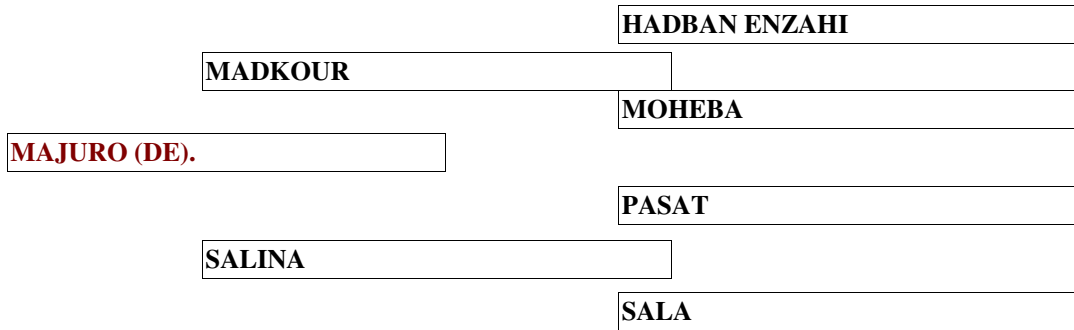 HADBAN ENZAHI
MADKOUR
MOHEBA
MAJURO (DE).
PASAT
SALINA
SALA